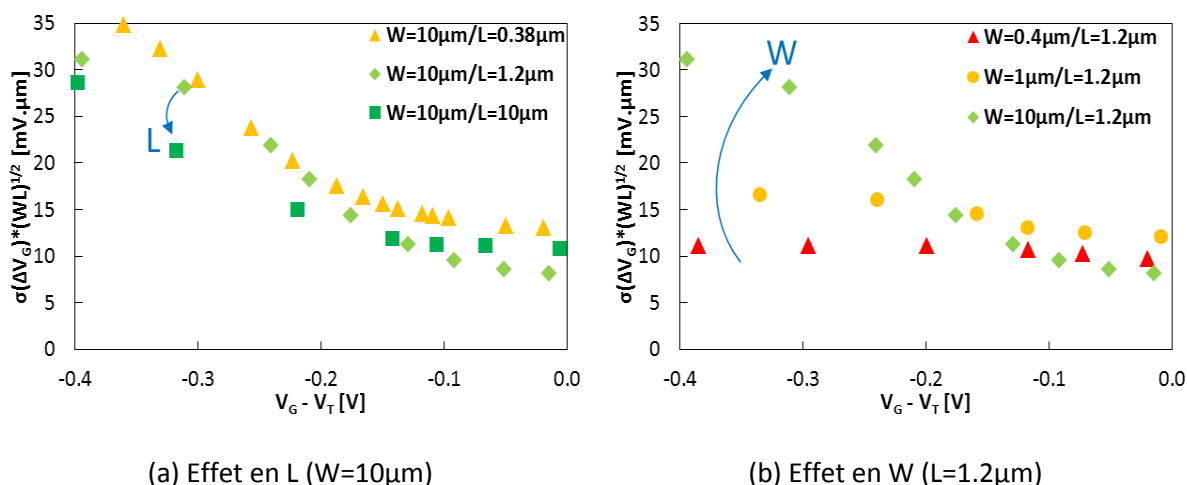 σ(ΔV_G)*(WL)^1/2 [mV.µm]
35
30
25
20
15
10
5
0
-0.4
-0.3
-0.2
-0.1
0.0
V_G - V_T [V]
W=10µm/L=0.38µm
W=10µm/L=1.2µm
W=10µm/L=10µm
L
(a) Effet en L (W=10µm)
σ(ΔV_G)*(WL)^1/2 [mV.µm]
35
30
25
20
15
10
5
0
-0.4
-0.3
-0.2
-0.1
0.0
V_G - V_T [V]
W
W=0.4µm/L=1.2µm
W=1µm/L=1.2µm
W=10µm/L=1.2µm
(b) Effet en W (L=1.2µm)